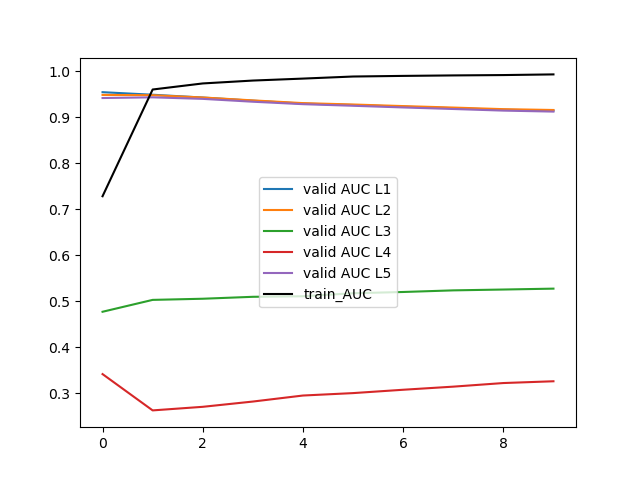 1.0
0.9
0.8
0.7
0.6
0.5
0.4
0.3
valid AUC L1
valid AUC L2
valid AUC L3
valid AUC L4
valid AUC L5
train_AUC
0 2 4 6 8